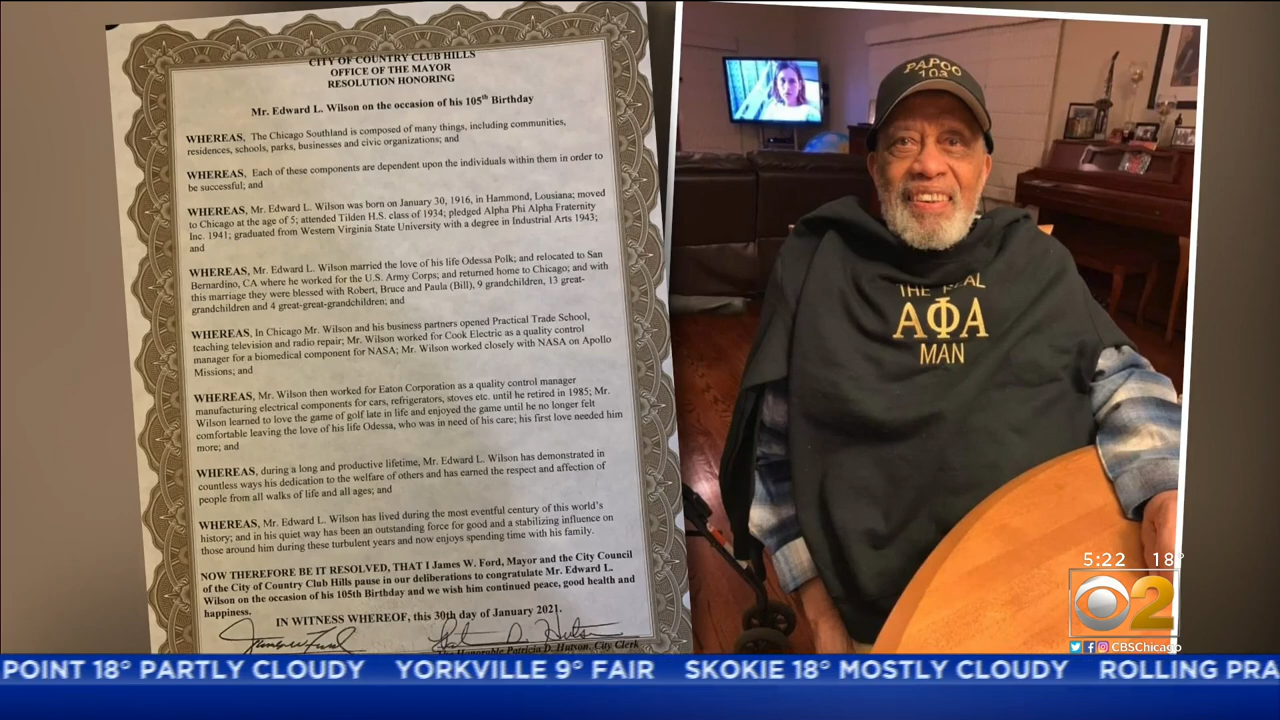 CITY OF COUNTRY CLUB HILLS
OFFICE OF THE MAYOR
RESOLUTION HONORING
Mr. Edward L. Wilson on the occasion of his 105th Birthday
WHEREAS, The Chicago Southland is composed of many things, including communities,
residences, schools, parks, businesses and civic organizations; and
WHEREAS, Each of these components are dependent upon the individuals within them in order to
be successful; and
WHEREAS, Mr. Edward L. Wilson was born on January 30, 1916, in Hammond, Lousiana; moved
to Chicago at the age of 5; attended Tilden H.S. class of 1934; pledged Alpha Phi Alpha Fraternity
Inc. 1941; graduated from Western Virginia State University with a degree in Industrial Arts 1943;
and
WHEREAS, Mr. Edward L. Wilson married the love of his life Odessa Polk; and relocated to San
Bernardino, CA where he worked for the U.S. Army Corps; and returned home to Chicago; and with
this marriage they were blessed with Robert, Bruce and Paula (Bill), 9 grandchildren, 13 great-
grandchildren and 4 great-great-grandchildren; and
WHEREAS, In Chicago Mr. Wilson and his business partners opened Practical Trade School,
teaching television and radio repair; Mr. Wilson worked for Cook Electric as a quality control
manager for a biomedical component for NASA; Mr. Wilson worked closely with NASA on Apollo
Missions; and
WHEREAS, Mr. Wilson then worked for Eaton Corporation as a quality control manager
manufacturing electrical components for cars, refrigerators, stoves etc. until he retired in 1985; Mr.
Wilson learned to love the game of golf late in life and enjoyed the game until he no longer felt
comfortable leaving the love of his life Odessa, who was in need of his care; his first love needed him
more; and
WHEREAS, during a long and productive lifetime, Mr. Edward L. Wilson has demonstrated in
countless ways his dedication to the welfare of others and has earned the respect and affection of
people from all walks of life and all ages; and
WHEREAS, Mr. Edward L. Wilson has lived during the most eventful century of this world's
history; and in his quiet way has been an outstanding force for good and a stabilizing influence on
those around him during these turbulent years and now enjoys spending time with his family.
NOW THEREFORE BE IT RESOLVED, THAT I James W. Ford, Mayor and the City Council
of the City of Country Club Hills pause in our deliberations to congratulate Mr. Edward L.
Wilson on the occasion of his 105th Birthday and we wish him continued peace, good health and
happiness.
IN WITNESS WHEREOF, this 30th day of January 2021.
The Honorable Patricia D. Hutson, City Clerk
PAPOO
103
THE REAL
ΑΦΑ
MAN
5:22 18°
2
CBSChicago
POINT 18° PARTLY CLOUDY YORKVILLE 9° FAIR SKOKIE 18° MOSTLY CLOUDY ROLLING PRA